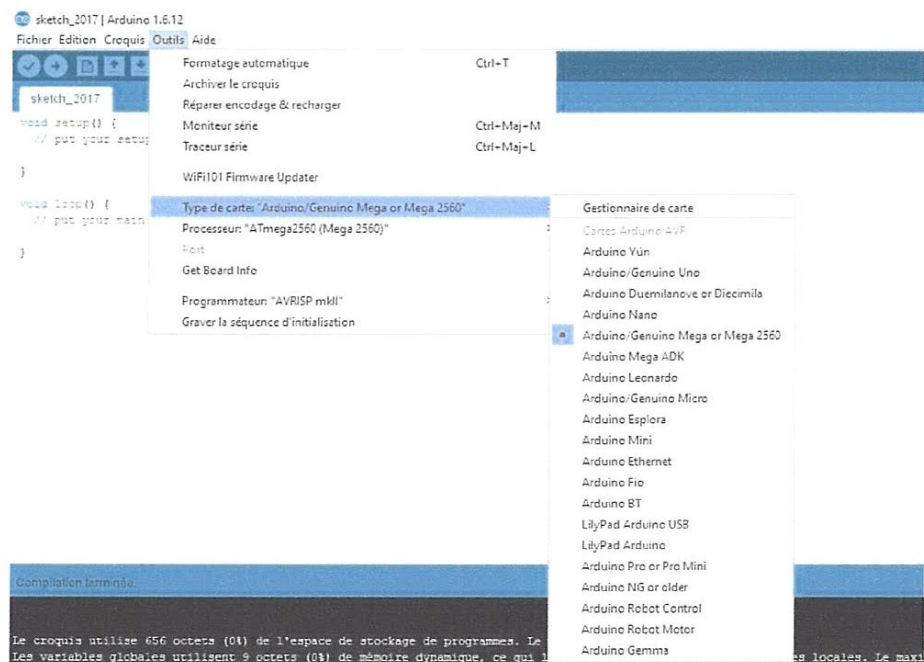 sketch_2017 | Arduino 1.6.12
Fichier Édition Croquis Outils Aide
sketch_2017
void setup() {
// put your setup
}
void loop() {
// put your main
}
Formatage automatique Ctrl+T
Archiver le croquis
Réparer encodage & recharger
Moniteur série Ctrl+Maj+M
Traceur série Ctrl+Maj+L
WiFi101 Firmware Updater
Type de carte: "Arduino/Genuino Mega or Mega 2560"
Processeur: "ATmega2560 (Mega 2560)"
Port
Get Board Info
Programmateur: "AVRISP mkII"
Graver la séquence d'initialisation
Gestionnaire de carte
Cartes Arduino AVR
Arduino Yún
Arduino/Genuino Uno
Arduino Duemilanove or Diecimila
Arduino Nano
Arduino/Genuino Mega or Mega 2560
Arduino Mega ADK
Arduino Leonardo
Arduino/Genuino Micro
Arduino Esplora
Arduino Mini
Arduino Ethernet
Arduino Fio
Arduino BT
LilyPad Arduino USB
LilyPad Arduino
Arduino Pro or Pro Mini
Arduino NG or older
Arduino Robot Control
Arduino Robot Motor
Arduino Gemma
Compilation terminée.
Le croquis utilise 656 octets (0%) de l'espace de stockage de programmes. Le
Les variables globales utilisent 9 octets (0%) de mémoire dynamique, ce qui l es locales. Le max